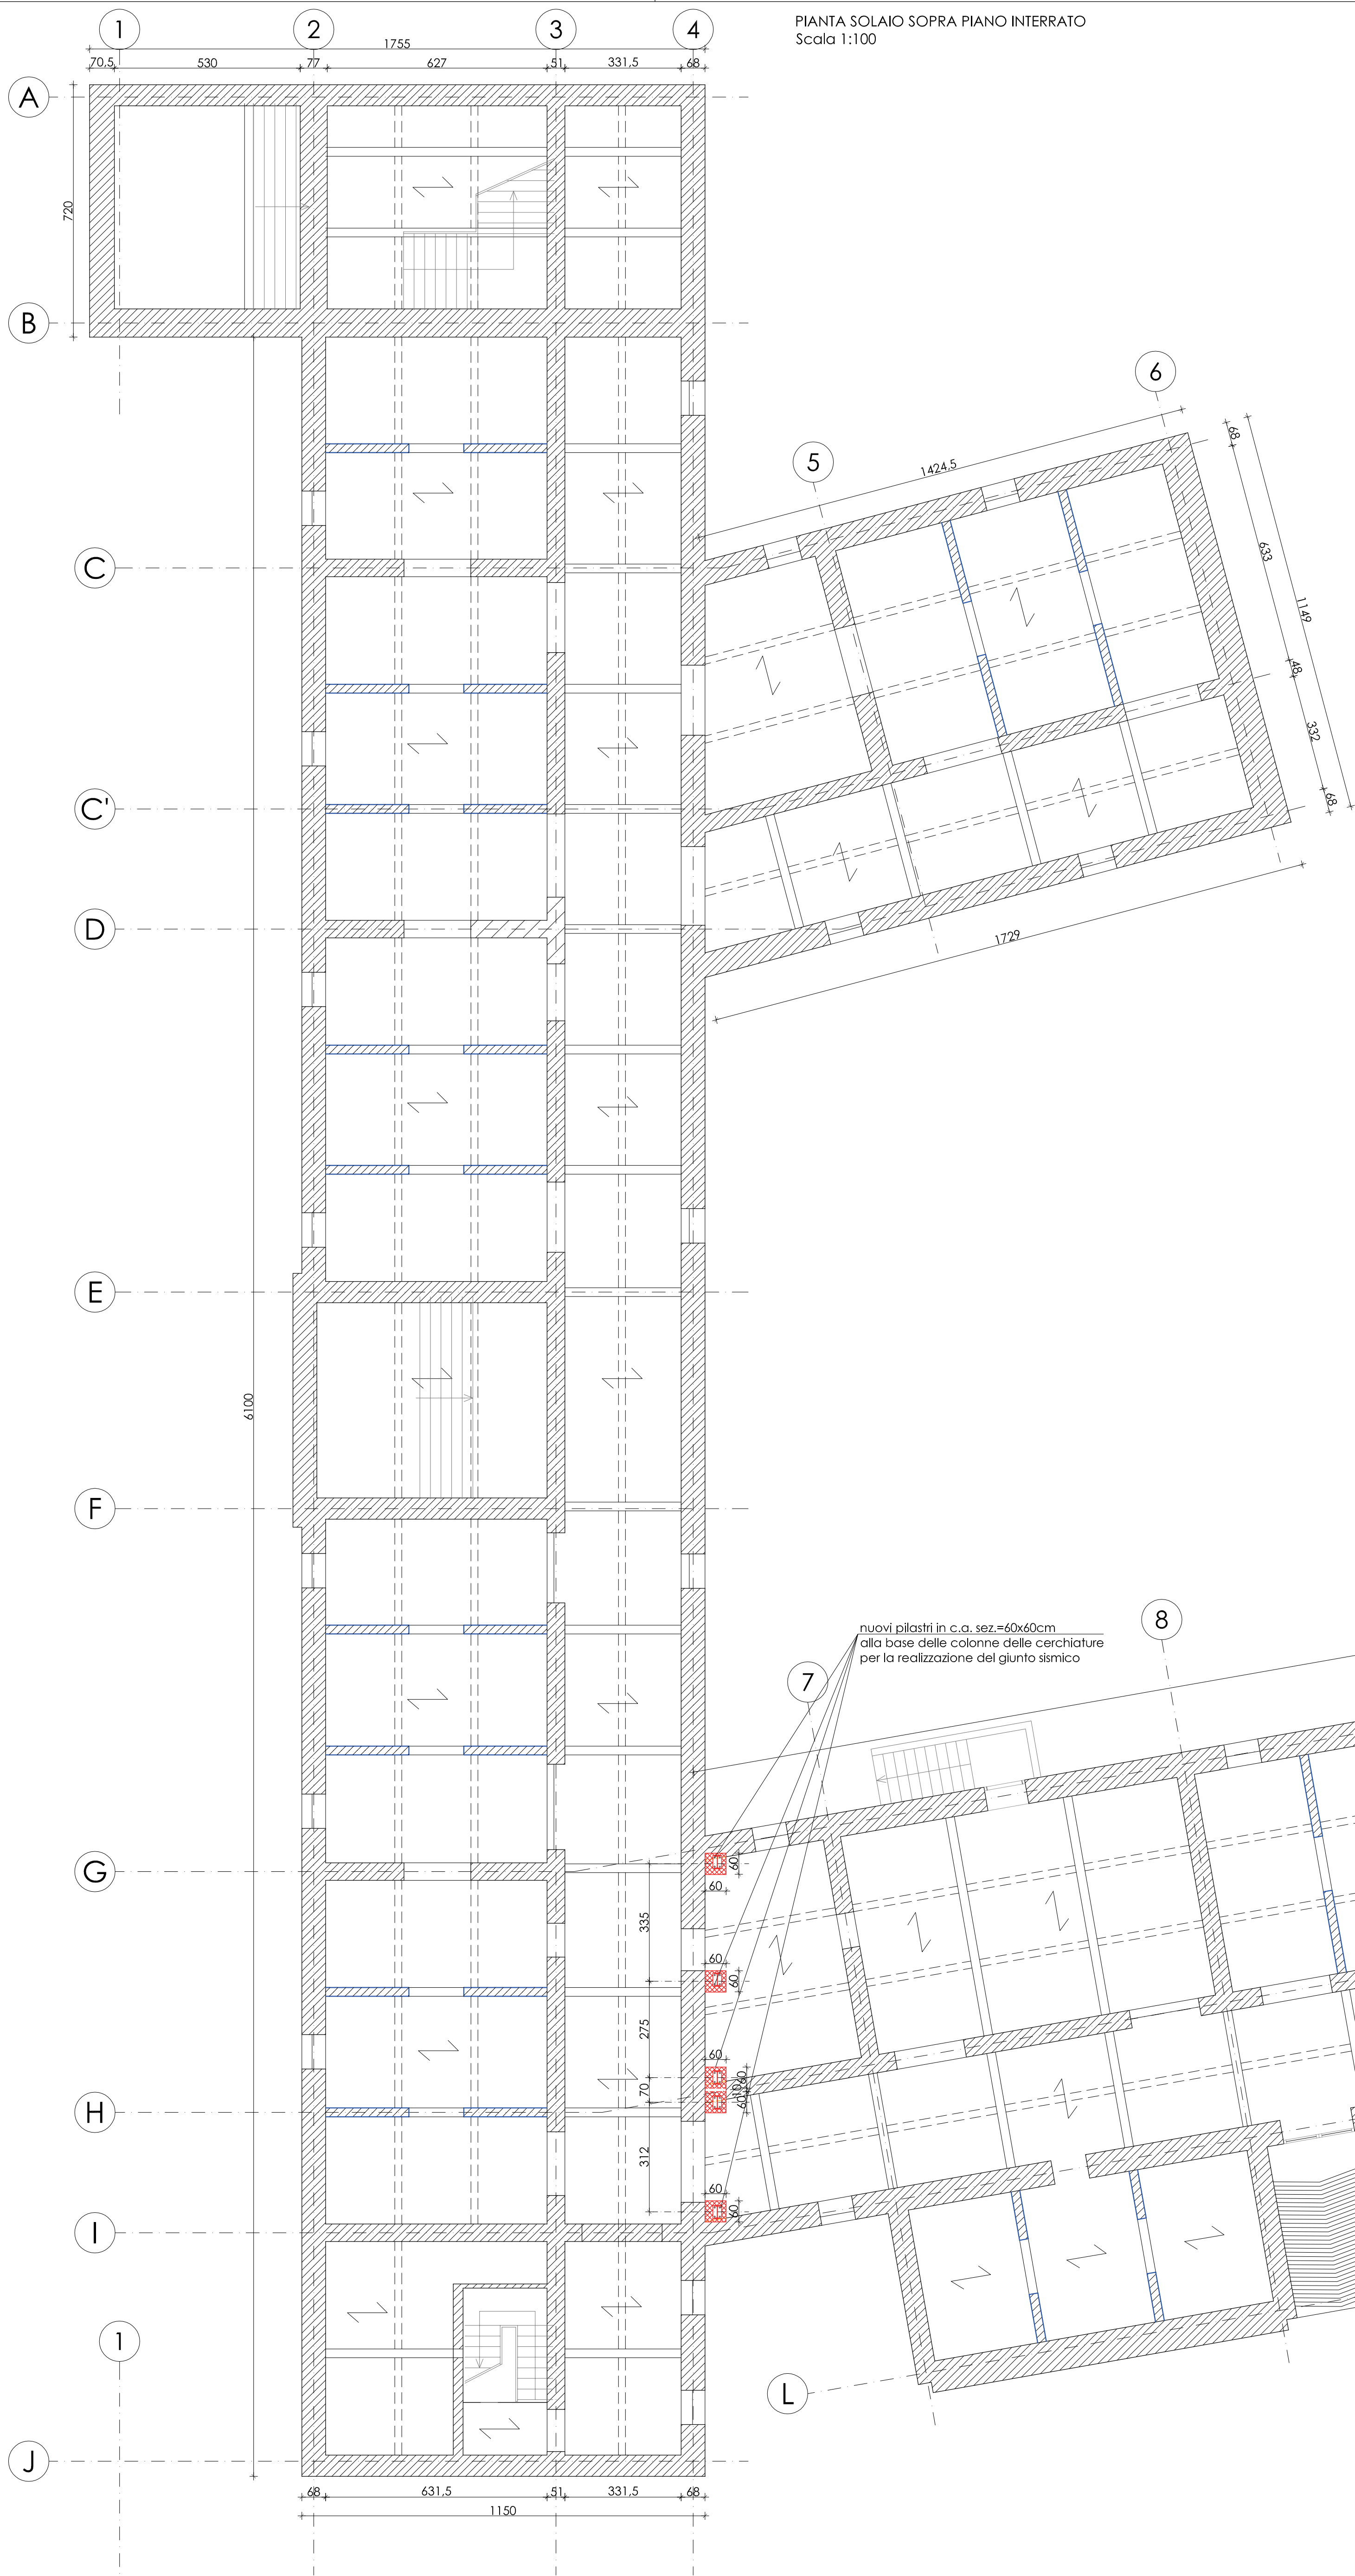 PIANTA SOLAIO SOPRA PIANO INTERRATO
Scala 1:100
1
2
3
4
1755
70,5
530
77
627
51
331,5
68
A
720
B
6
5
1424,5
68
633
1149
48
332
68
C
C'
D
1729
E
6100
F
nuovi pilastri in c.a. sez.=60x60cm
alla base delle colonne delle cerchiature
per la realizzazione del giunto sismico
8
7
G
60
60
335
60
60
275
60
70
60
10
60
H
312
60
60
I
1
L
J
68
631,5
51
331,5
68
1150